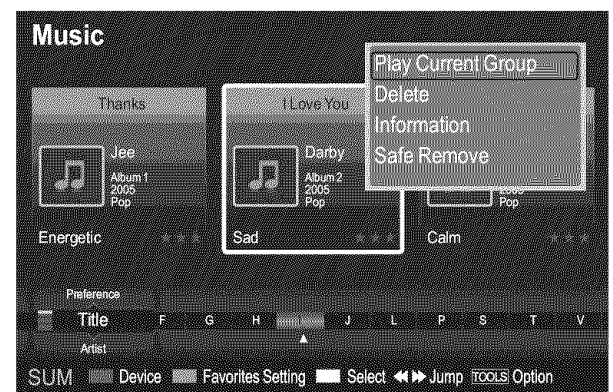 Music
Play Current Group
Delete
Information
Safe Remove
Thanks
I Love You
Jee
Album 1
2005
Pop
Darby
Album 2
2005
Pop
2005
Pop
Energetic
Sad
Calm
Preference
Title F G H I J L P S T V
Artist
SUM Device Favorites Setting Select Jump TOOLS Option